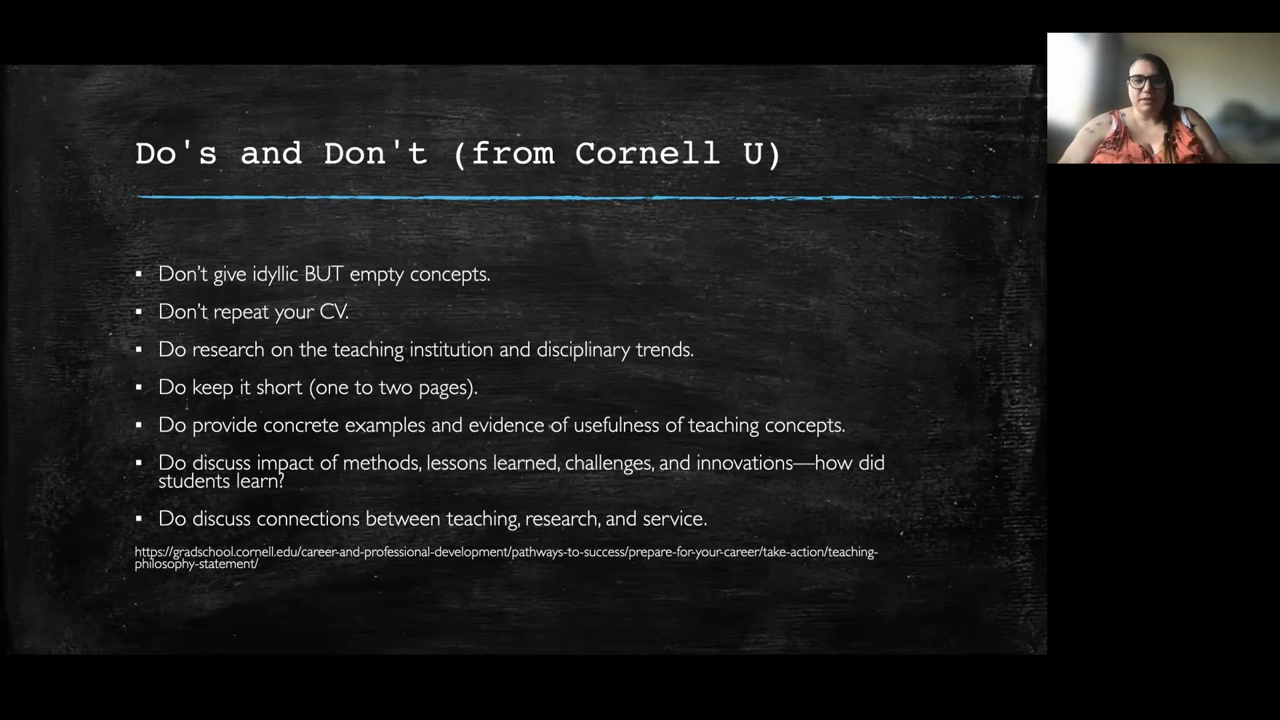 Do's and Don't (from Cornell U)
▪ Don’t give idyllic BUT empty concepts.
▪ Don’t repeat your CV.
▪ Do research on the teaching institution and disciplinary trends.
▪ Do keep it short (one to two pages).
▪ Do provide concrete examples and evidence of usefulness of teaching concepts.
▪ Do discuss impact of methods, lessons learned, challenges, and innovations—how did
students learn?
▪ Do discuss connections between teaching, research, and service.
https://gradschool.cornell.edu/career-and-professional-development/pathways-to-success/prepare-for-your-career/take-action/teaching-
philosophy-statement/